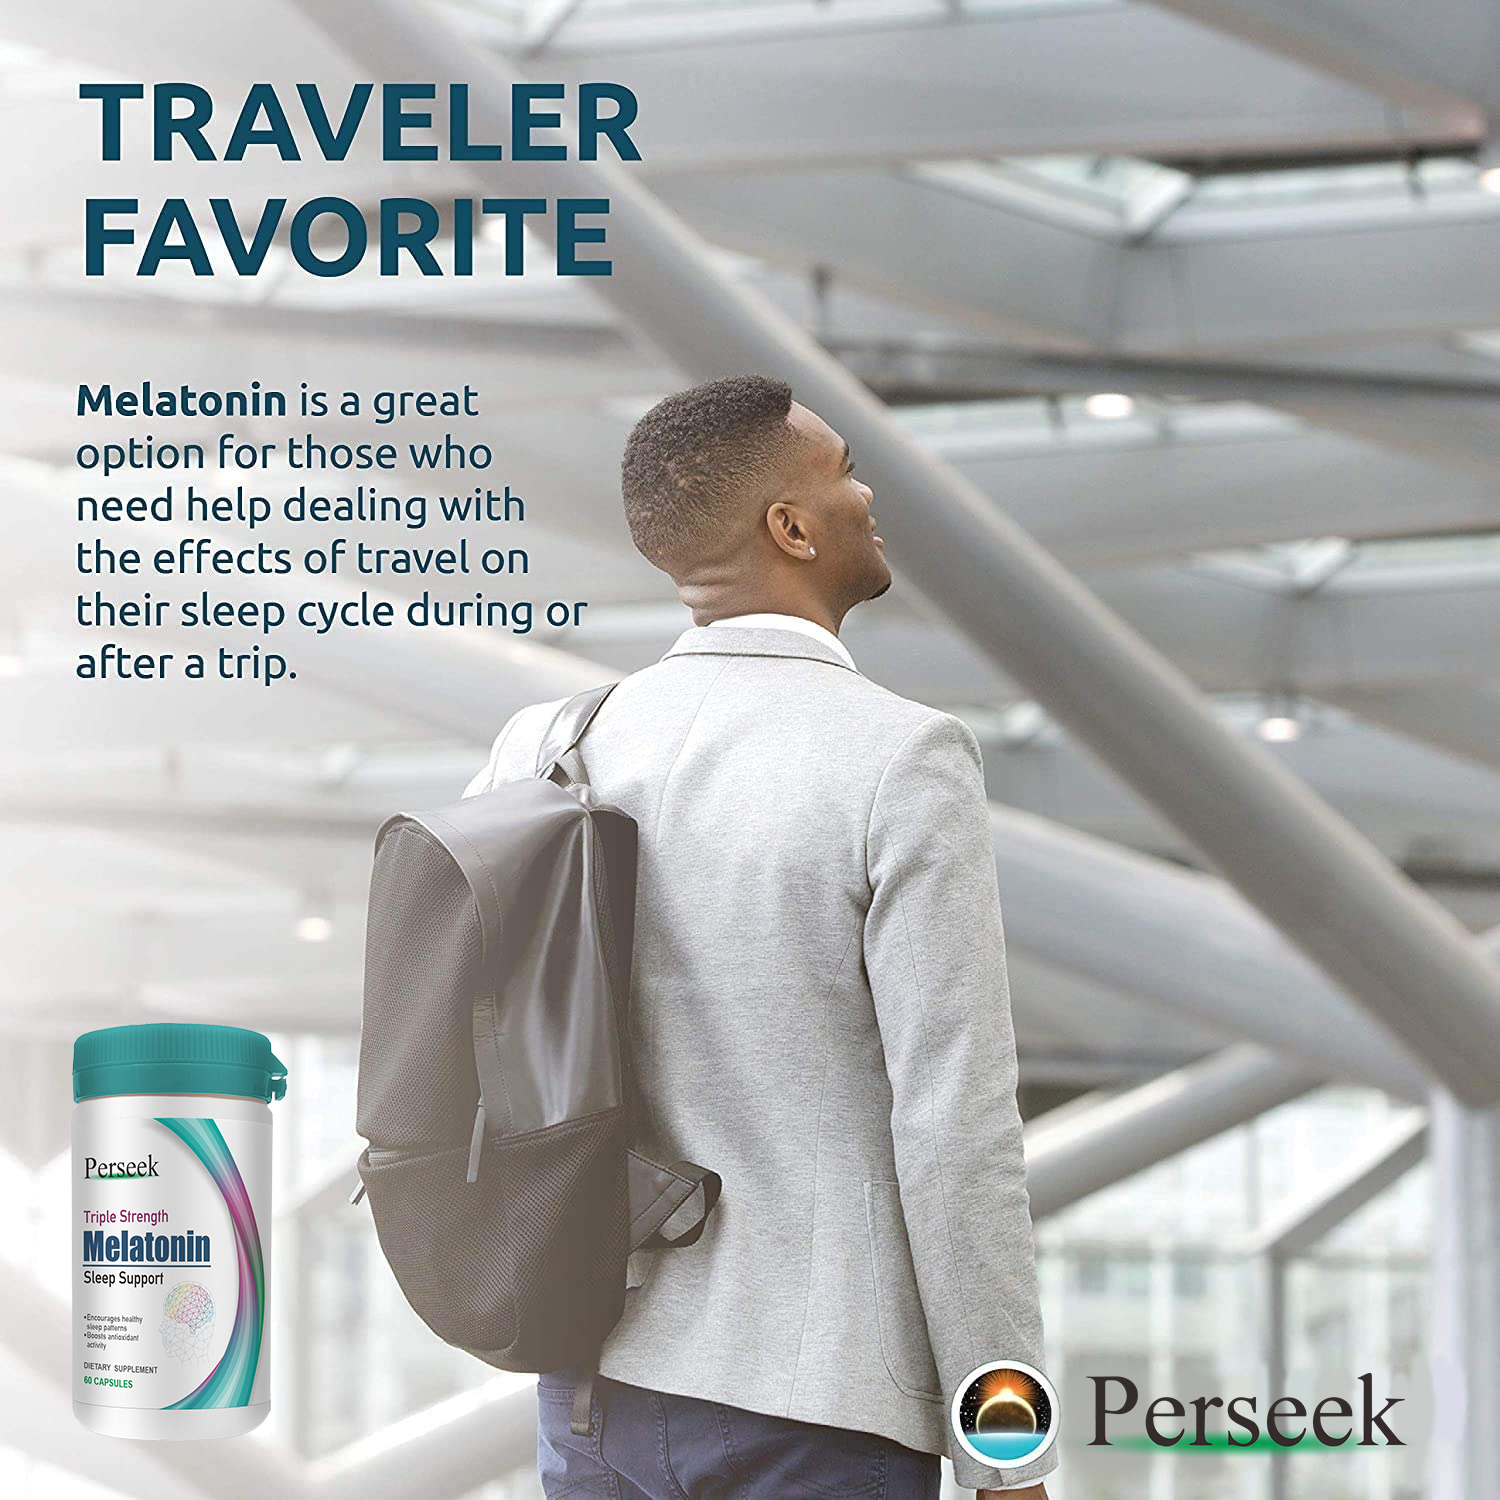 TRAVELER
FAVORITE
Melatonin is a great
option for those who
need help dealing with
the effects of travel on
their sleep cycle during or
after a trip.
Perseek
Triple Strength
Melatonin
Sleep Support
•Encourages healthy
sleep patterns
•Boosts antioxidant
activity
DIETARY SUPPLEMENT
60 CAPSULES
Perseek